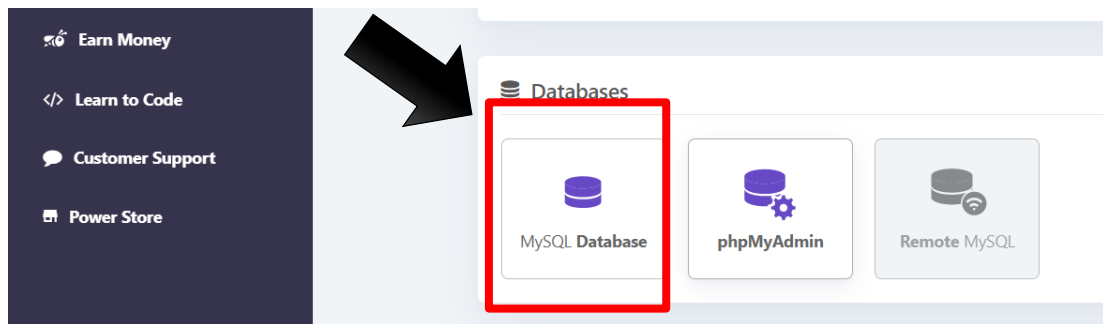 Earn Money
Learn to Code
Customer Support
Power Store
Databases
MySQL Database
phpMyAdmin
Remote MySQL